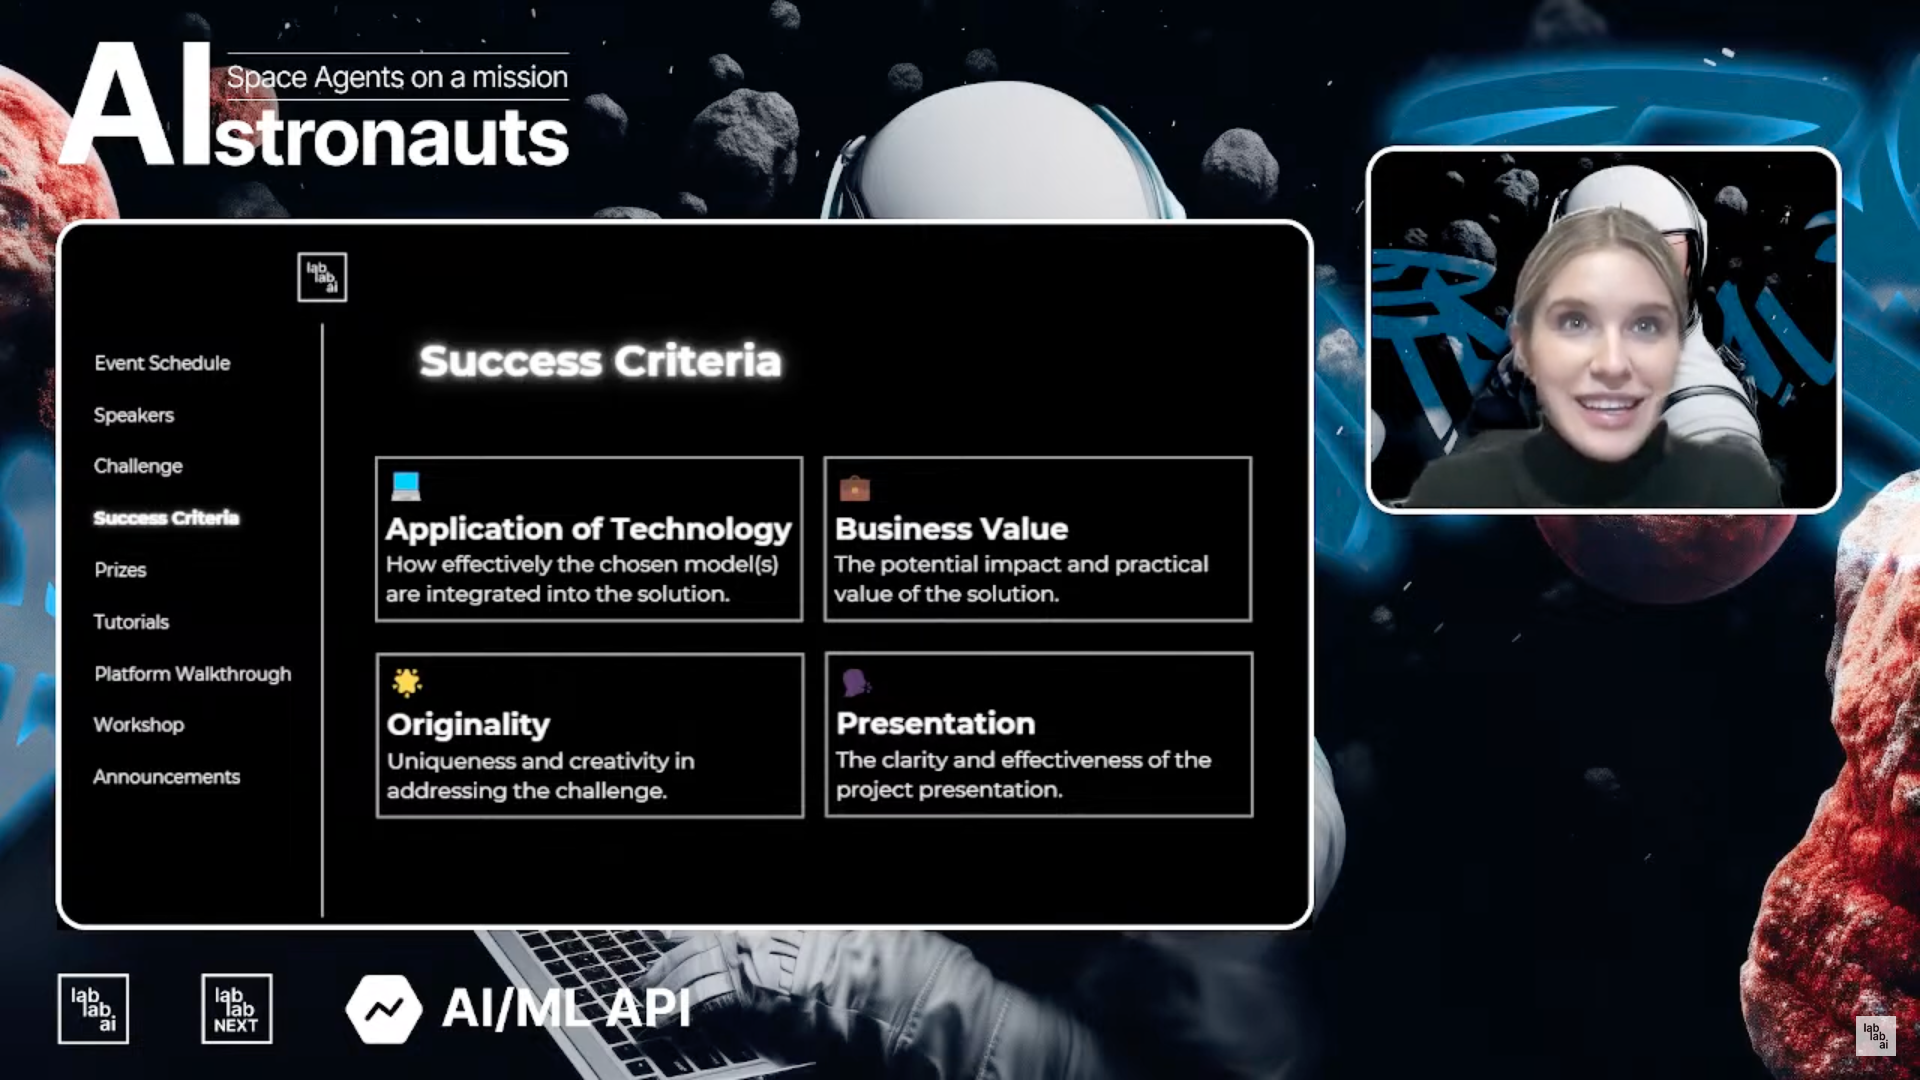 AIstronauts
Space Agents on a mission
lab
lab
ai
Event Schedule
Speakers
Challenge
Success Criteria
Prizes
Tutorials
Platform Walkthrough
Workshop
Announcements
Success Criteria
Application of Technology
How effectively the chosen model(s)
are integrated into the solution.
Business Value
The potential impact and practical
value of the solution.
Originality
Uniqueness and creativity in
addressing the challenge.
Presentation
The clarity and effectiveness of the
project presentation.
lab
lab
ai
lab
lab
NEXT
AI/ML API
lab
lab
ai